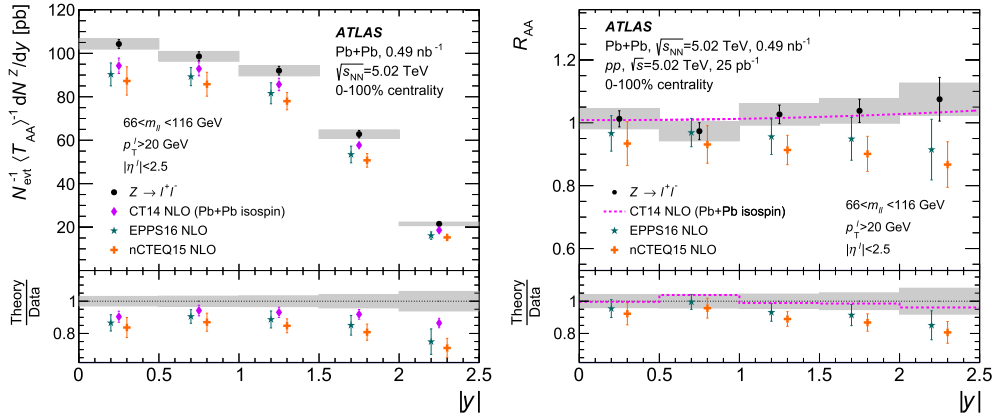 N_evt^-1 ⟨T_AA⟩^-1 dN^Z/dy [pb]
120
100
80
60
40
20
ATLAS
Pb+Pb, 0.49 nb^-1
√s_NN=5.02 TeV
0-100% centrality
66<m_ll<116 GeV
p_T^l>20 GeV
|η^l|<2.5
Z → l^+l^-
CT14 NLO (Pb+Pb isospin)
EPPS16 NLO
nCTEQ15 NLO
Theory
Data
1
0.8
0 0.5 1 1.5 2 2.5
|y|
R_AA
1.2
1
0.8
0.6
ATLAS
Pb+Pb, √s_NN=5.02 TeV, 0.49 nb^-1
pp, √s=5.02 TeV, 25 pb^-1
0-100% centrality
Z → l^+l^-
CT14 NLO (Pb+Pb isospin)
EPPS16 NLO
nCTEQ15 NLO
66<m_ll<116 GeV
p_T^l>20 GeV
|η^l|<2.5
Theory
Data
1
0.8
0 0.5 1 1.5 2 2.5
|y|